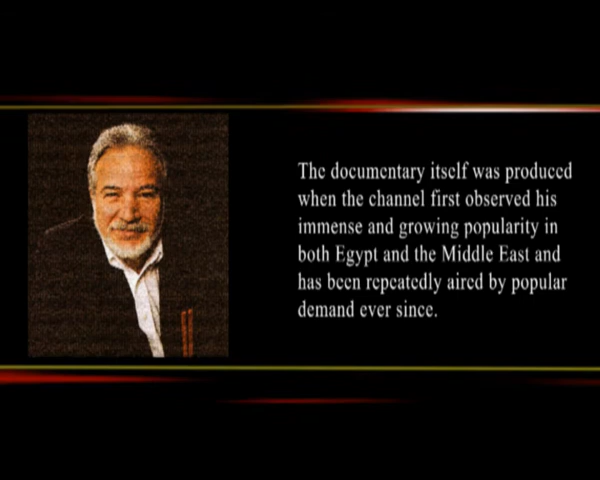 The documentary itself was produced
when the channel first observed his
immense and growing popularity in
both Egypt and the Middle East and
has been repeatedly aired by popular
demand ever since.